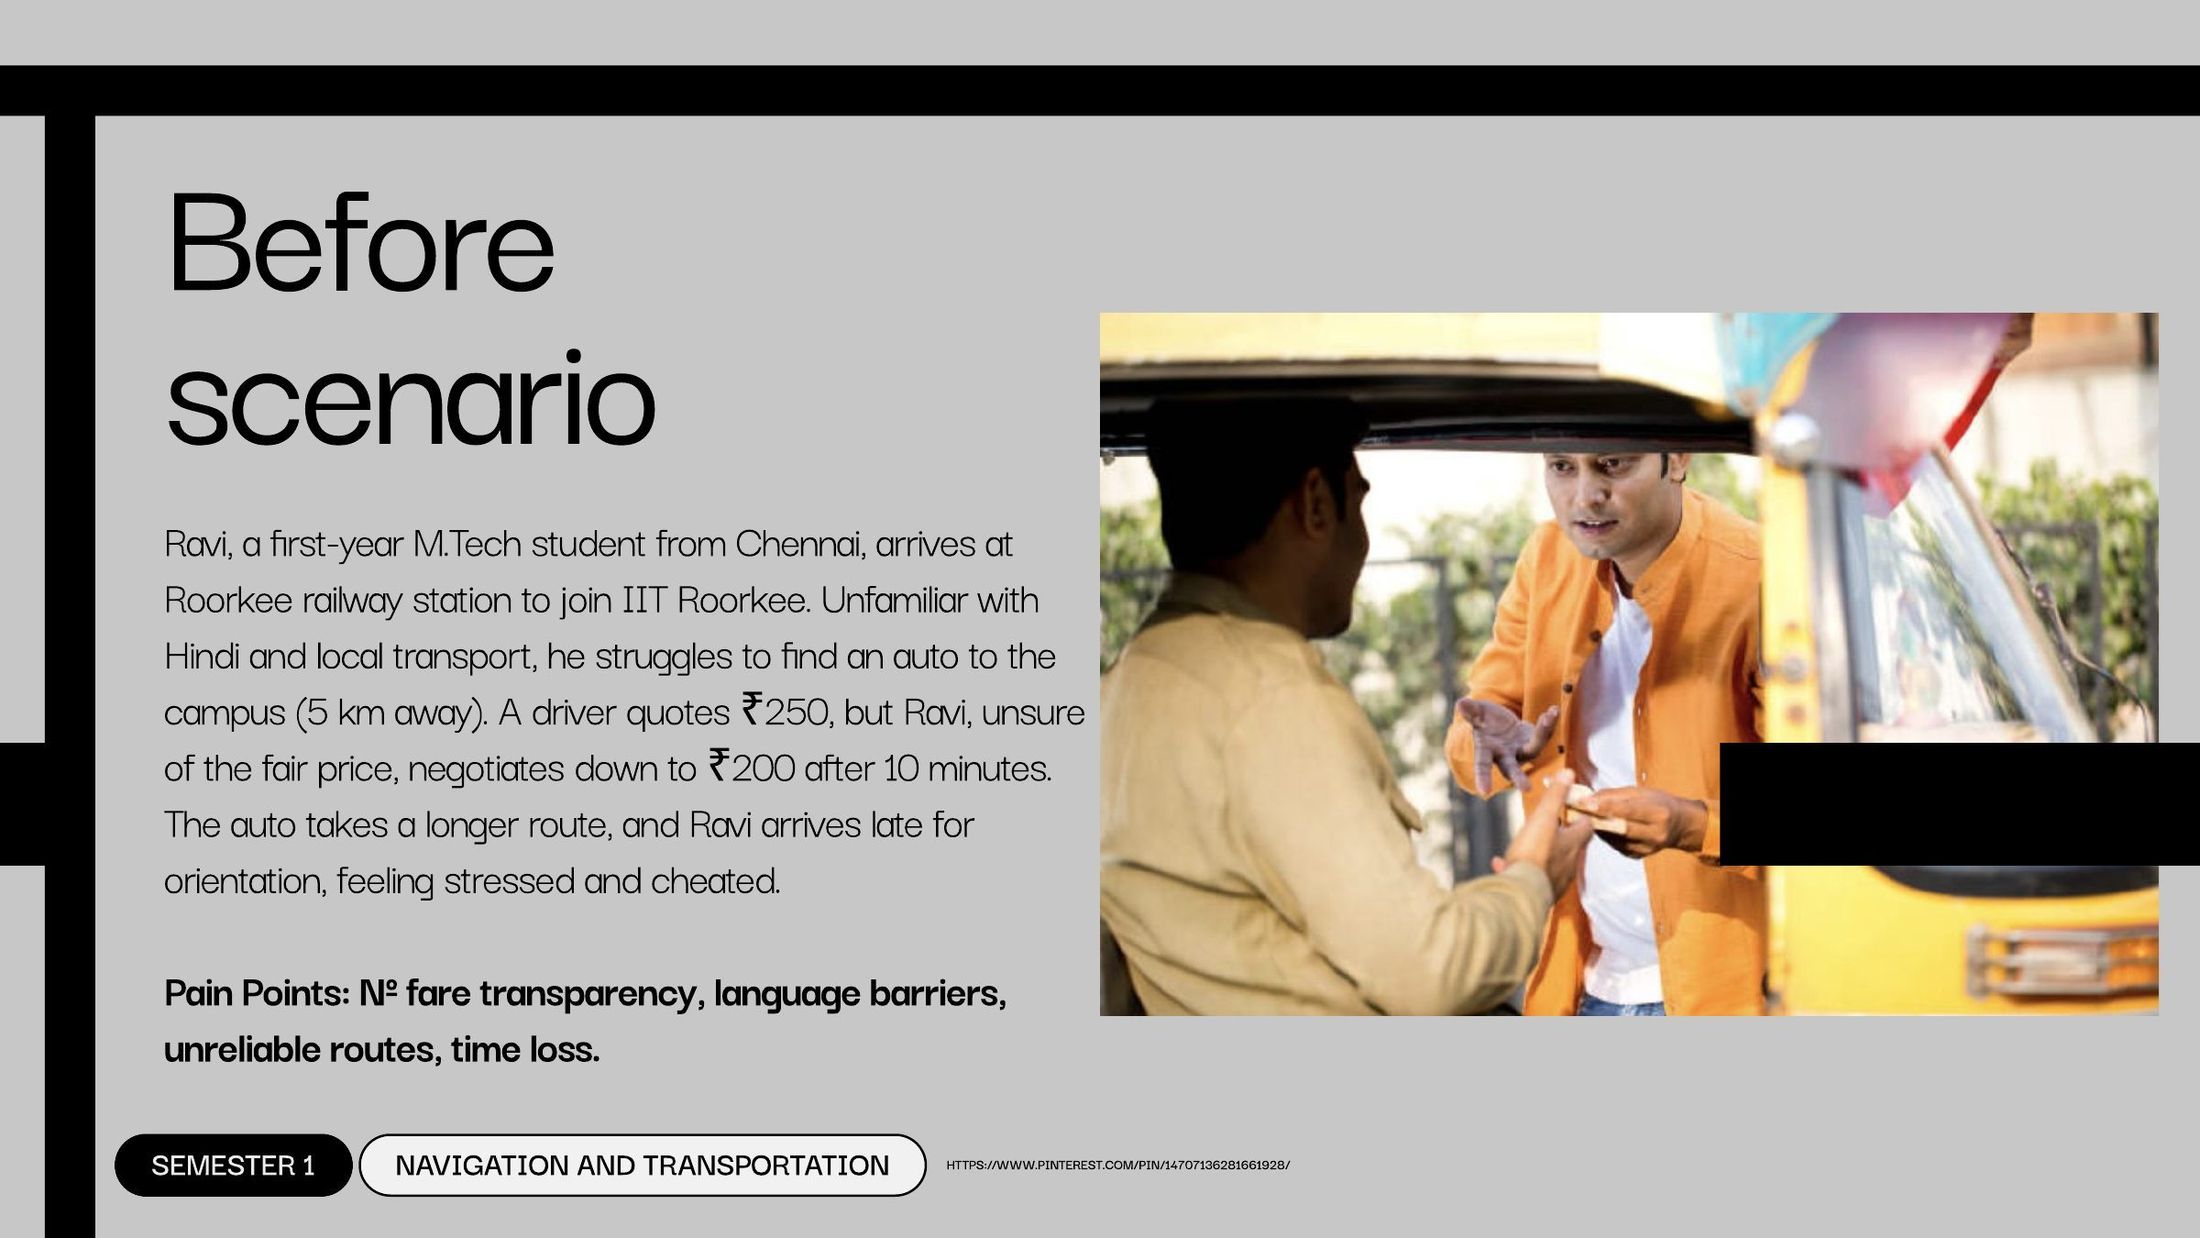 Before
scenario
Ravi, a first-year M.Tech student from Chennai, arrives at
Roorkee railway station to join IIT Roorkee. Unfamiliar with
Hindi and local transport, he struggles to find an auto to the
campus (5 km away). A driver quotes ₹250, but Ravi, unsure
of the fair price, negotiates down to ₹200 after 10 minutes.
The auto takes a longer route, and Ravi arrives late for
orientation, feeling stressed and cheated.
Pain Points: Nº fare transparency, language barriers,
unreliable routes, time loss.
SEMESTER 1
NAVIGATION AND TRANSPORTATION
HTTPS://WWW.PINTEREST.COM/PIN/14707136281661928/